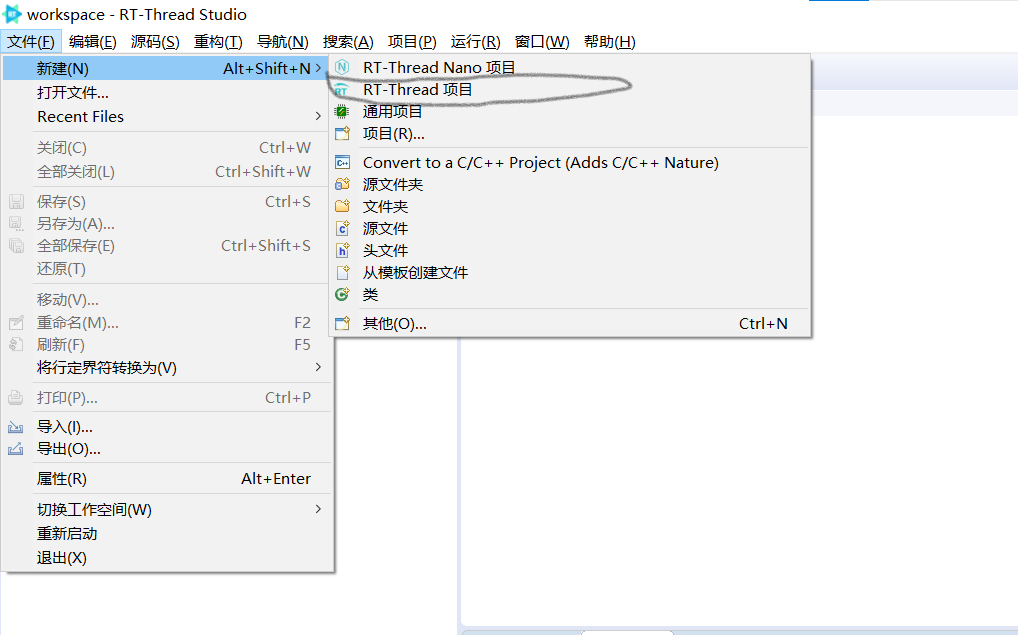 workspace - RT-Thread Studio
文件(F) 编辑(E) 源码(S) 重构(T) 导航(N) 搜索(A) 项目(P) 运行(R) 窗口(W) 帮助(H)
新建(N) Alt+Shift+N
打开文件...
Recent Files
关闭(C) Ctrl+W
全部关闭(L) Ctrl+Shift+W
保存(S) Ctrl+S
另存为(A)...
全部保存(E) Ctrl+Shift+S
还原(T)
移动(V)...
重命名(M)... F2
刷新(F) F5
将行定界符转换为(V)
打印(P)... Ctrl+P
导入(I)...
导出(O)...
属性(R) Alt+Enter
切换工作空间(W)
重新启动
退出(X)
RT-Thread Nano 项目
RT-Thread 项目
通用项目
项目(R)...
Convert to a C/C++ Project (Adds C/C++ Nature)
源文件夹
文件夹
源文件
头文件
从模板创建文件
类
其他(O)... Ctrl+N